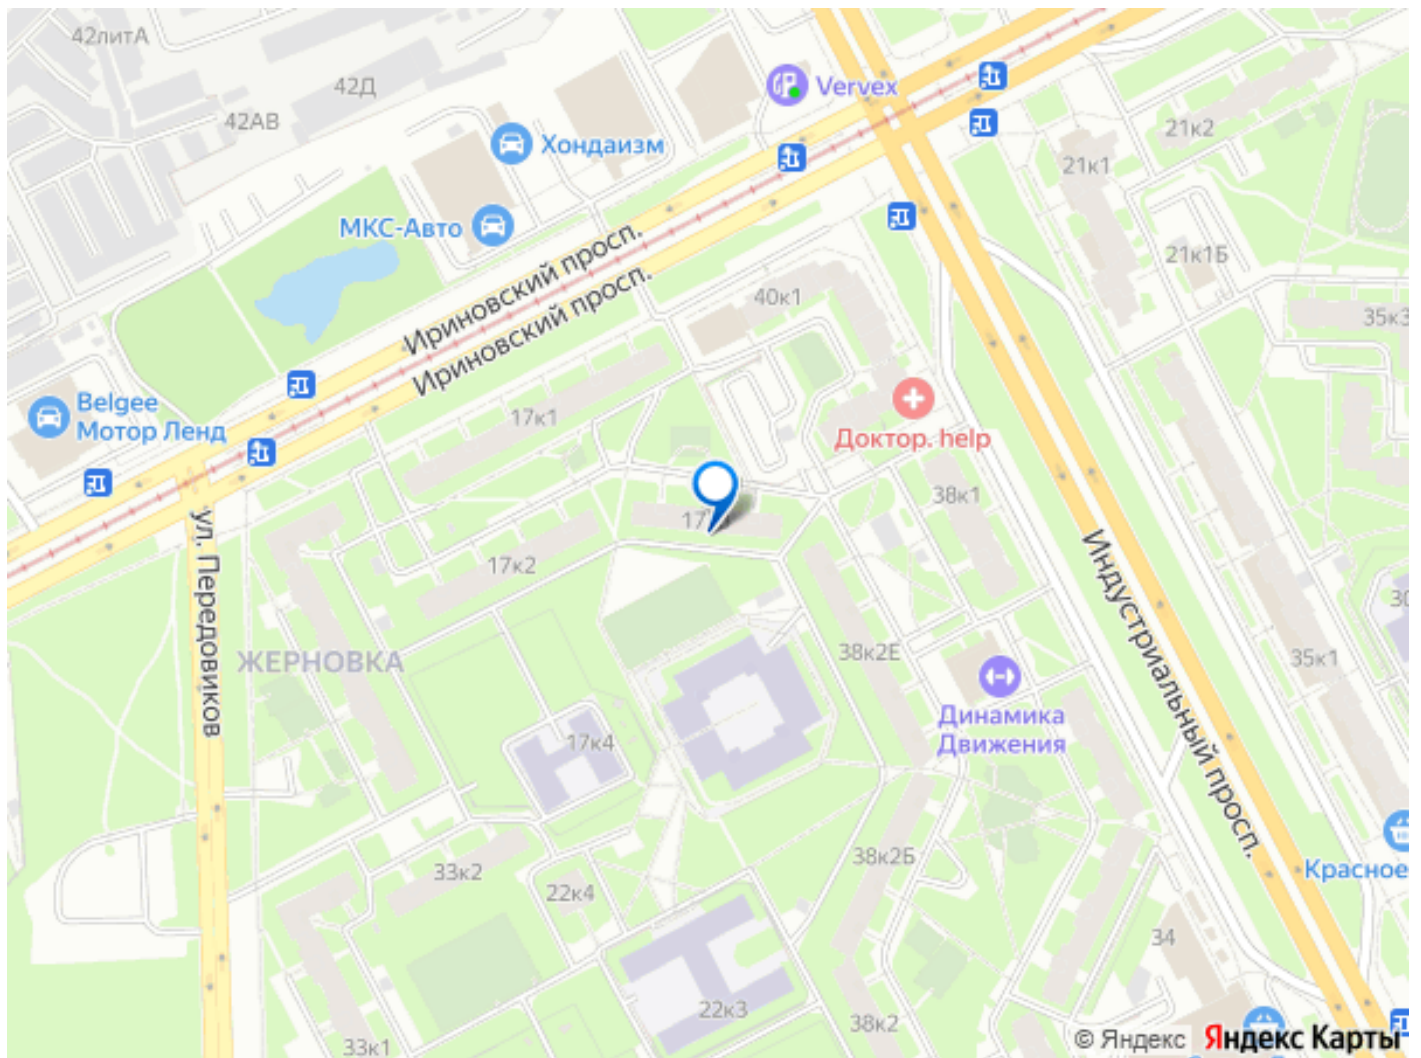 42литА
42Д
42АВ
Vervex
Хондаизм
21к2
21к1
МКС-Авто
Ириновский просп.
Ириновский просп.
21к1Б
40к1
35к3
Belgee
Мотор Ленд
17к1
Доктор. help
38к1
17к2
ул. Передовиков
Индустриальный просп.
ЖЕРНОВКА
38к2Е
35к1
Динамика
Движения
17к4
33к2
38к2Б
22к4
Красное
34
22к3
38к2
33к1
© Яндекс
Яндекс Карты